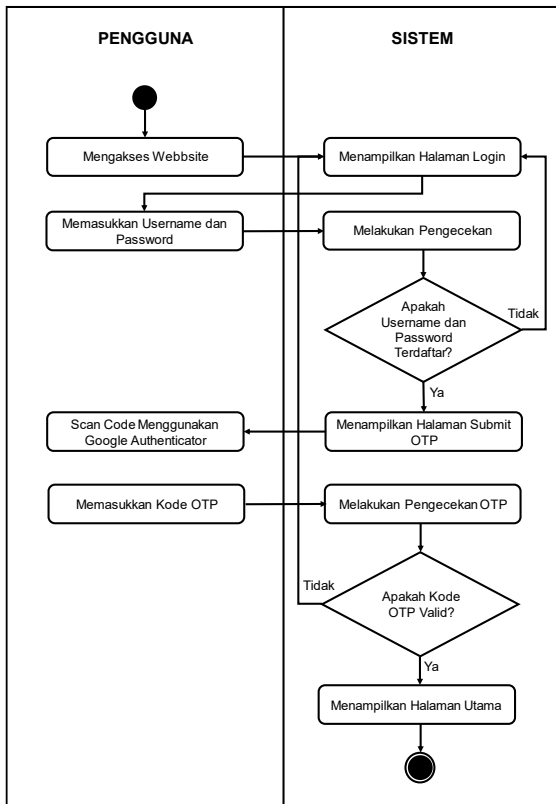 PENGGUNA
SISTEM
Mengakses Webbsite
Menampilkan Halaman Login
Memasukkan Username dan
Password
Melakukan Pengecekan
Apakah
Username dan
Password
Terdaftar?
Tidak
Ya
Scan Code Menggunakan
Google Authenticator
Menampilkan Halaman Submit
OTP
Memasukkan Kode OTP
Melakukan Pengecekan OTP
Tidak
Apakah Kode
OTP Valid?
Ya
Menampilkan Halaman Utama